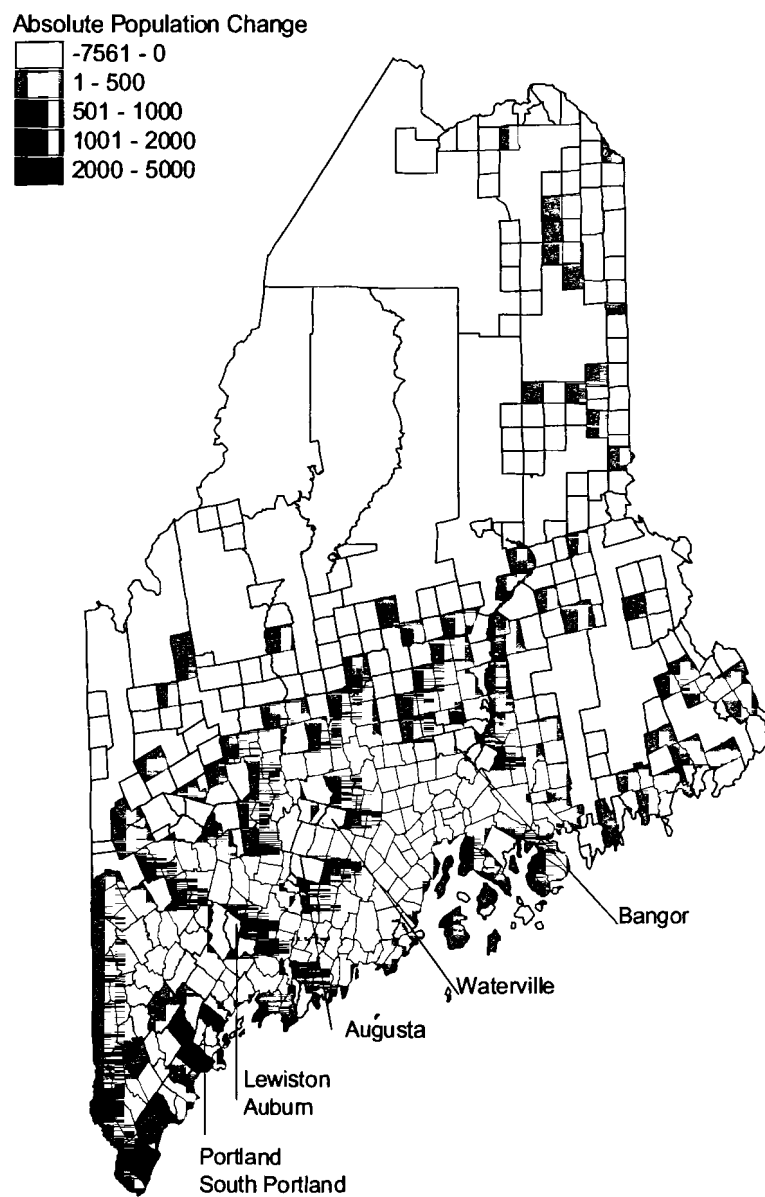 Absolute Population Change
-7561 - 0
1 - 500
501 - 1000
1001 - 2000
2000 - 5000
Bangor
Waterville
Augusta
Lewiston
Auburn
Portland
South Portland